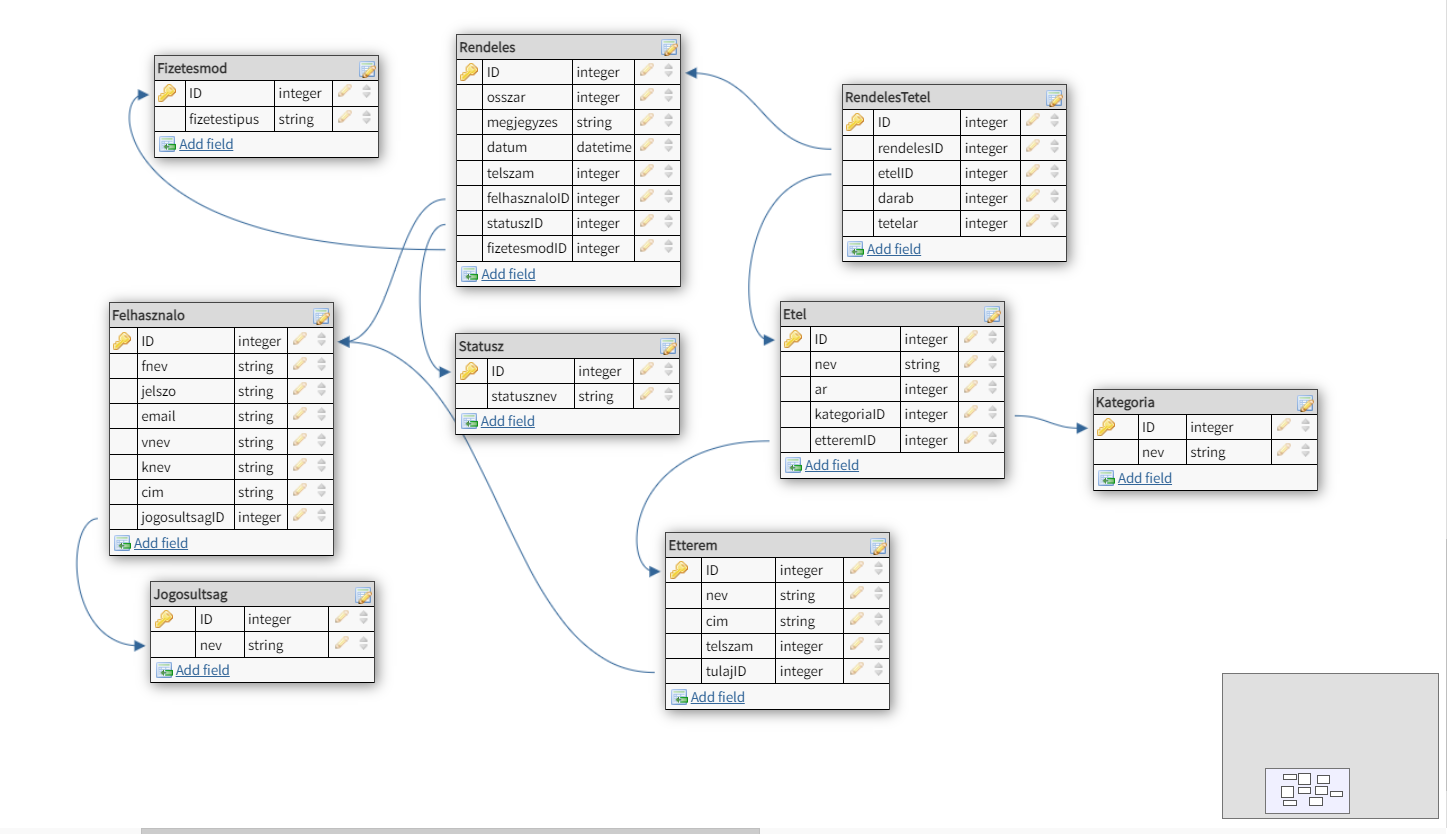 Fizetesmod
ID integer
fizetestipus string
Add field
Rendeles
ID integer
osszar integer
megjegyzes string
datum datetime
telszam integer
felhasznaloID integer
statuszID integer
fizetesmodID integer
Add field
RendelesTetel
ID integer
rendelesID integer
etelID integer
darab integer
tetelar integer
Add field
Felhasznalo
ID integer
fnev string
jelszo string
email string
vnev string
knev string
cim string
jogosultsagID integer
Add field
Statusz
ID integer
statusznev string
Add field
Etel
ID integer
nev string
ar integer
kategoriaID integer
etteremID integer
Add field
Kategoria
ID integer
nev string
Add field
Etterem
ID integer
nev string
cim string
telszam integer
tulajID integer
Add field
Jogosultsag
ID integer
nev string
Add field